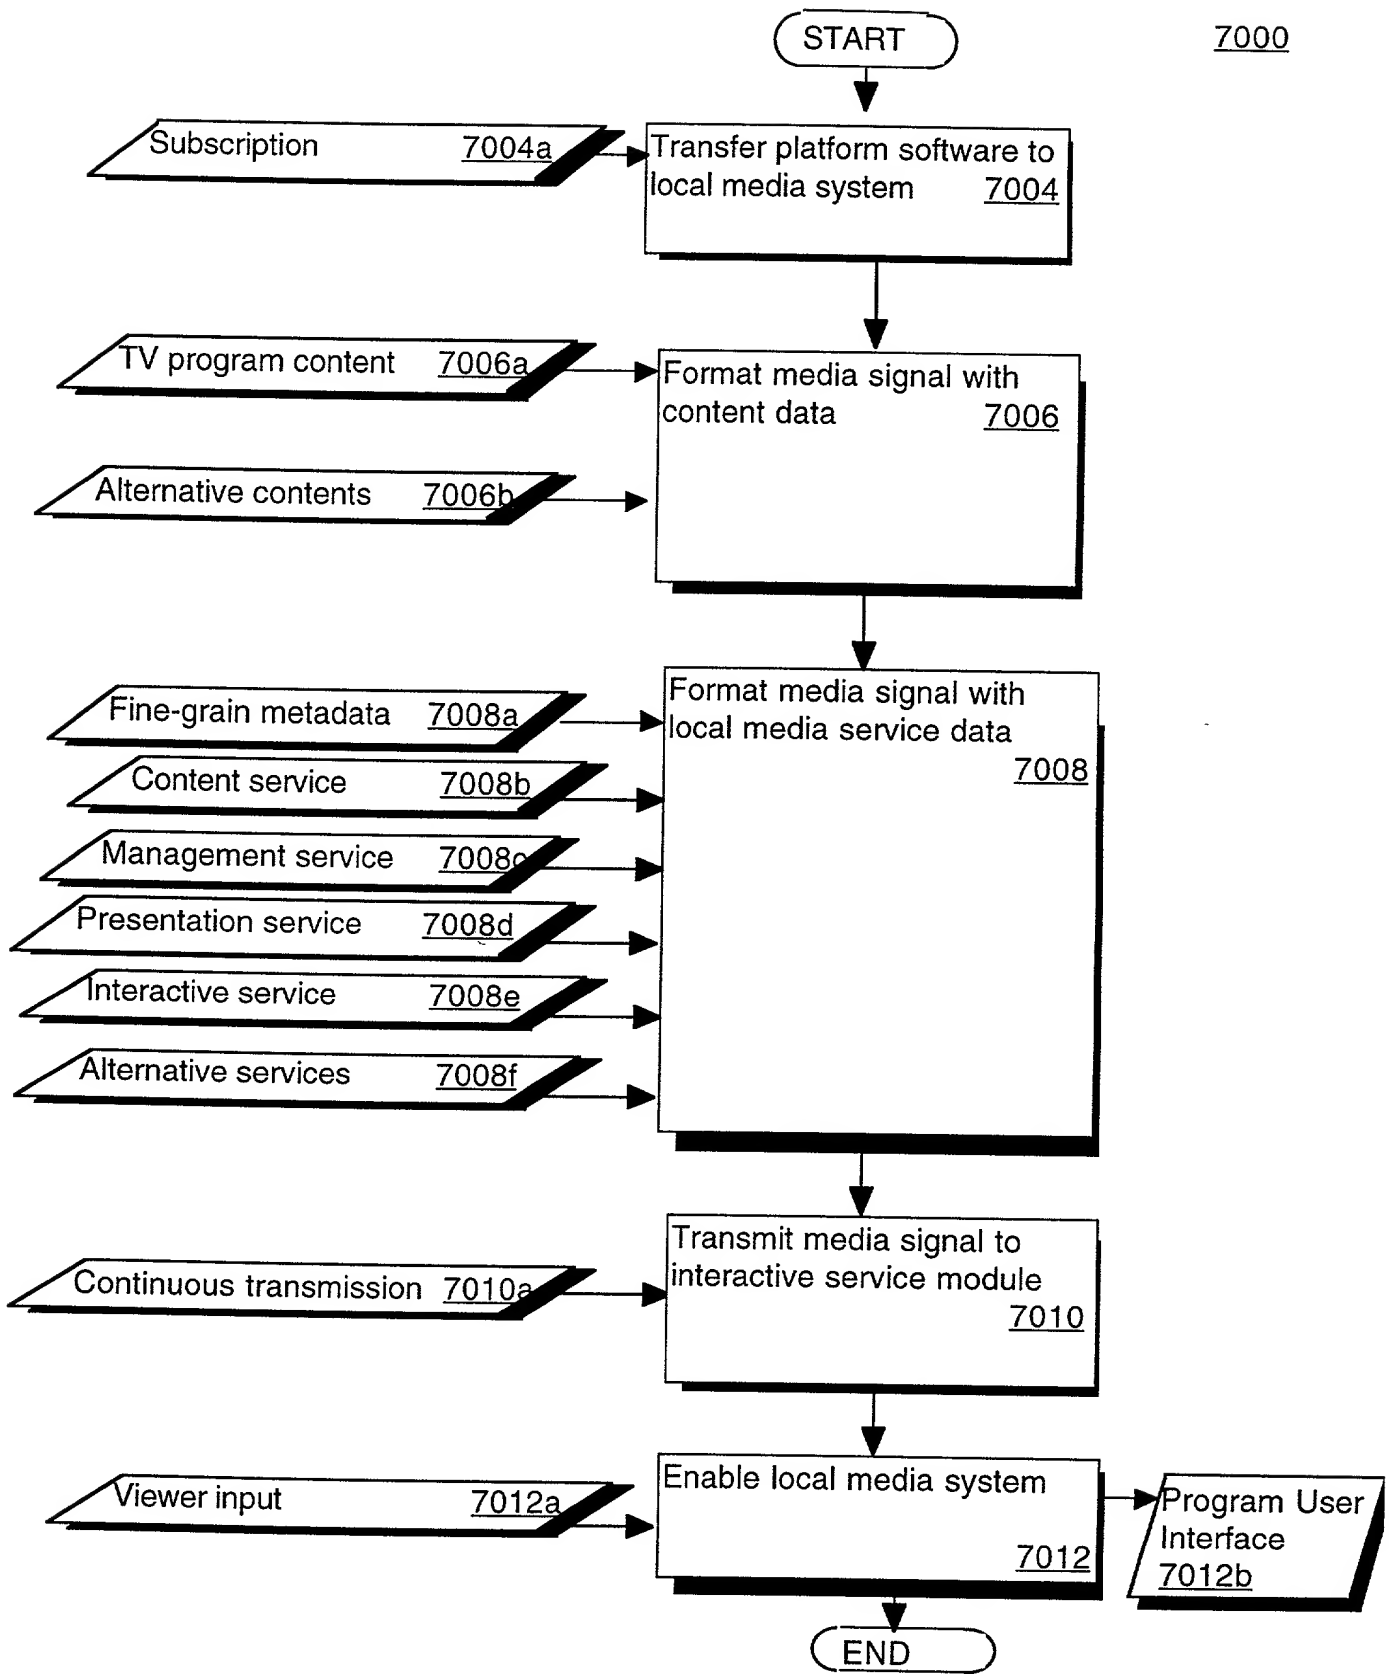 START
7000
Subscription 7004a
Transfer platform software to
local media system 7004
TV program content 7006a
Format media signal with
content data 7006
Alternative contents 7006b
Format media signal with
local media service data
7008
Fine-grain metadata 7008a
Content service 7008b
Management service 7008c
Presentation service 7008d
Interactive service 7008e
Alternative services 7008f
Transmit media signal to
interactive service module
7010
Continuous transmission 7010a
Enable local media system
7012
Viewer input 7012a
Program User
Interface
7012b
END